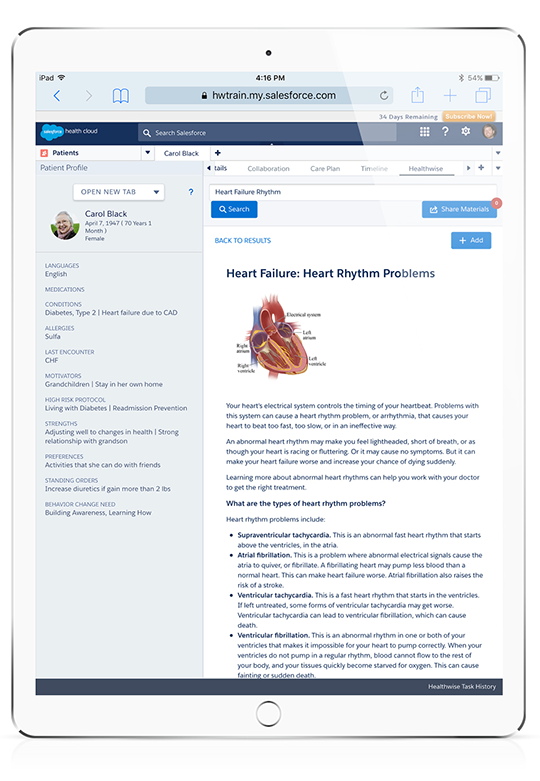 iPad 4:16 PM 54%
hwtrain.my.salesforce.com
34 Days Remaining Subscribe Now!
salesforce health cloud Search Salesforce
Patients Carol Black
Patient Profile
tails Collaboration Care Plan Timeline Healthwise
OPEN NEW TAB ?
Carol Black
April 7, 1947 ( 70 Years 1
Month )
Female
LANGUAGES
English
MEDICATIONS
CONDITIONS
Diabetes, Type 2 | Heart failure due to CAD
ALLERGIES
Sulfa
LAST ENCOUNTER
CHF
MOTIVATORS
Grandchildren | Stay in her own home
HIGH RISK PROTOCOL
Living with Diabetes | Readmission Prevention
STRENGTHS
Adjusting well to changes in health | Strong
relationship with grandson
PREFERENCES
Activities that she can do with friends
STANDING ORDERS
Increase diuretics if gain more than 2 lbs
BEHAVIOR CHANGE NEED
Building Awareness, Learning How
Heart Failure Rhythm
Search Share Materials 0
BACK TO RESULTS + Add
Heart Failure: Heart Rhythm Problems
Electrical system
Left
atrium
Right
atrium
Left
ventricle
Right
ventricle
Your heart's electrical system controls the timing of your heartbeat. Problems with
this system can cause a heart rhythm problem, or arrhythmia, that causes your
heart to beat too fast, too slow, or in an ineffective way.
An abnormal heart rhythm may make you feel lightheaded, short of breath, or as
though your heart is racing or fluttering. Or it may cause no symptoms. But it can
make your heart failure worse and increase your chance of dying suddenly.
Learning more about abnormal heart rhythms can help you work with your doctor
to get the right treatment.
What are the types of heart rhythm problems?
Heart rhythm problems include:
• Supraventricular tachycardia. This is an abnormal fast heart rhythm that starts
above the ventricles, in the atria.
• Atrial fibrillation. This is a problem where abnormal electrical signals cause the
atria to quiver, or fibrillate. A fibrillating heart may pump less blood than a
normal heart. This can make heart failure worse. Atrial fibrillation also raises the
risk of a stroke.
• Ventricular tachycardia. This is a fast heart rhythm that starts in the ventricles.
If left untreated, some forms of ventricular tachycardia may get worse.
Ventricular tachycardia can lead to ventricular fibrillation, which can cause
death.
• Ventricular fibrillation. This is an abnormal rhythm in one or both of your
ventricles that makes it impossible for your heart to pump correctly. When your
ventricles do not pump in a regular rhythm, blood cannot flow to the rest of
your body, and your tissues quickly become starved for oxygen. This can cause
fainting or sudden death.
Healthwise Task History